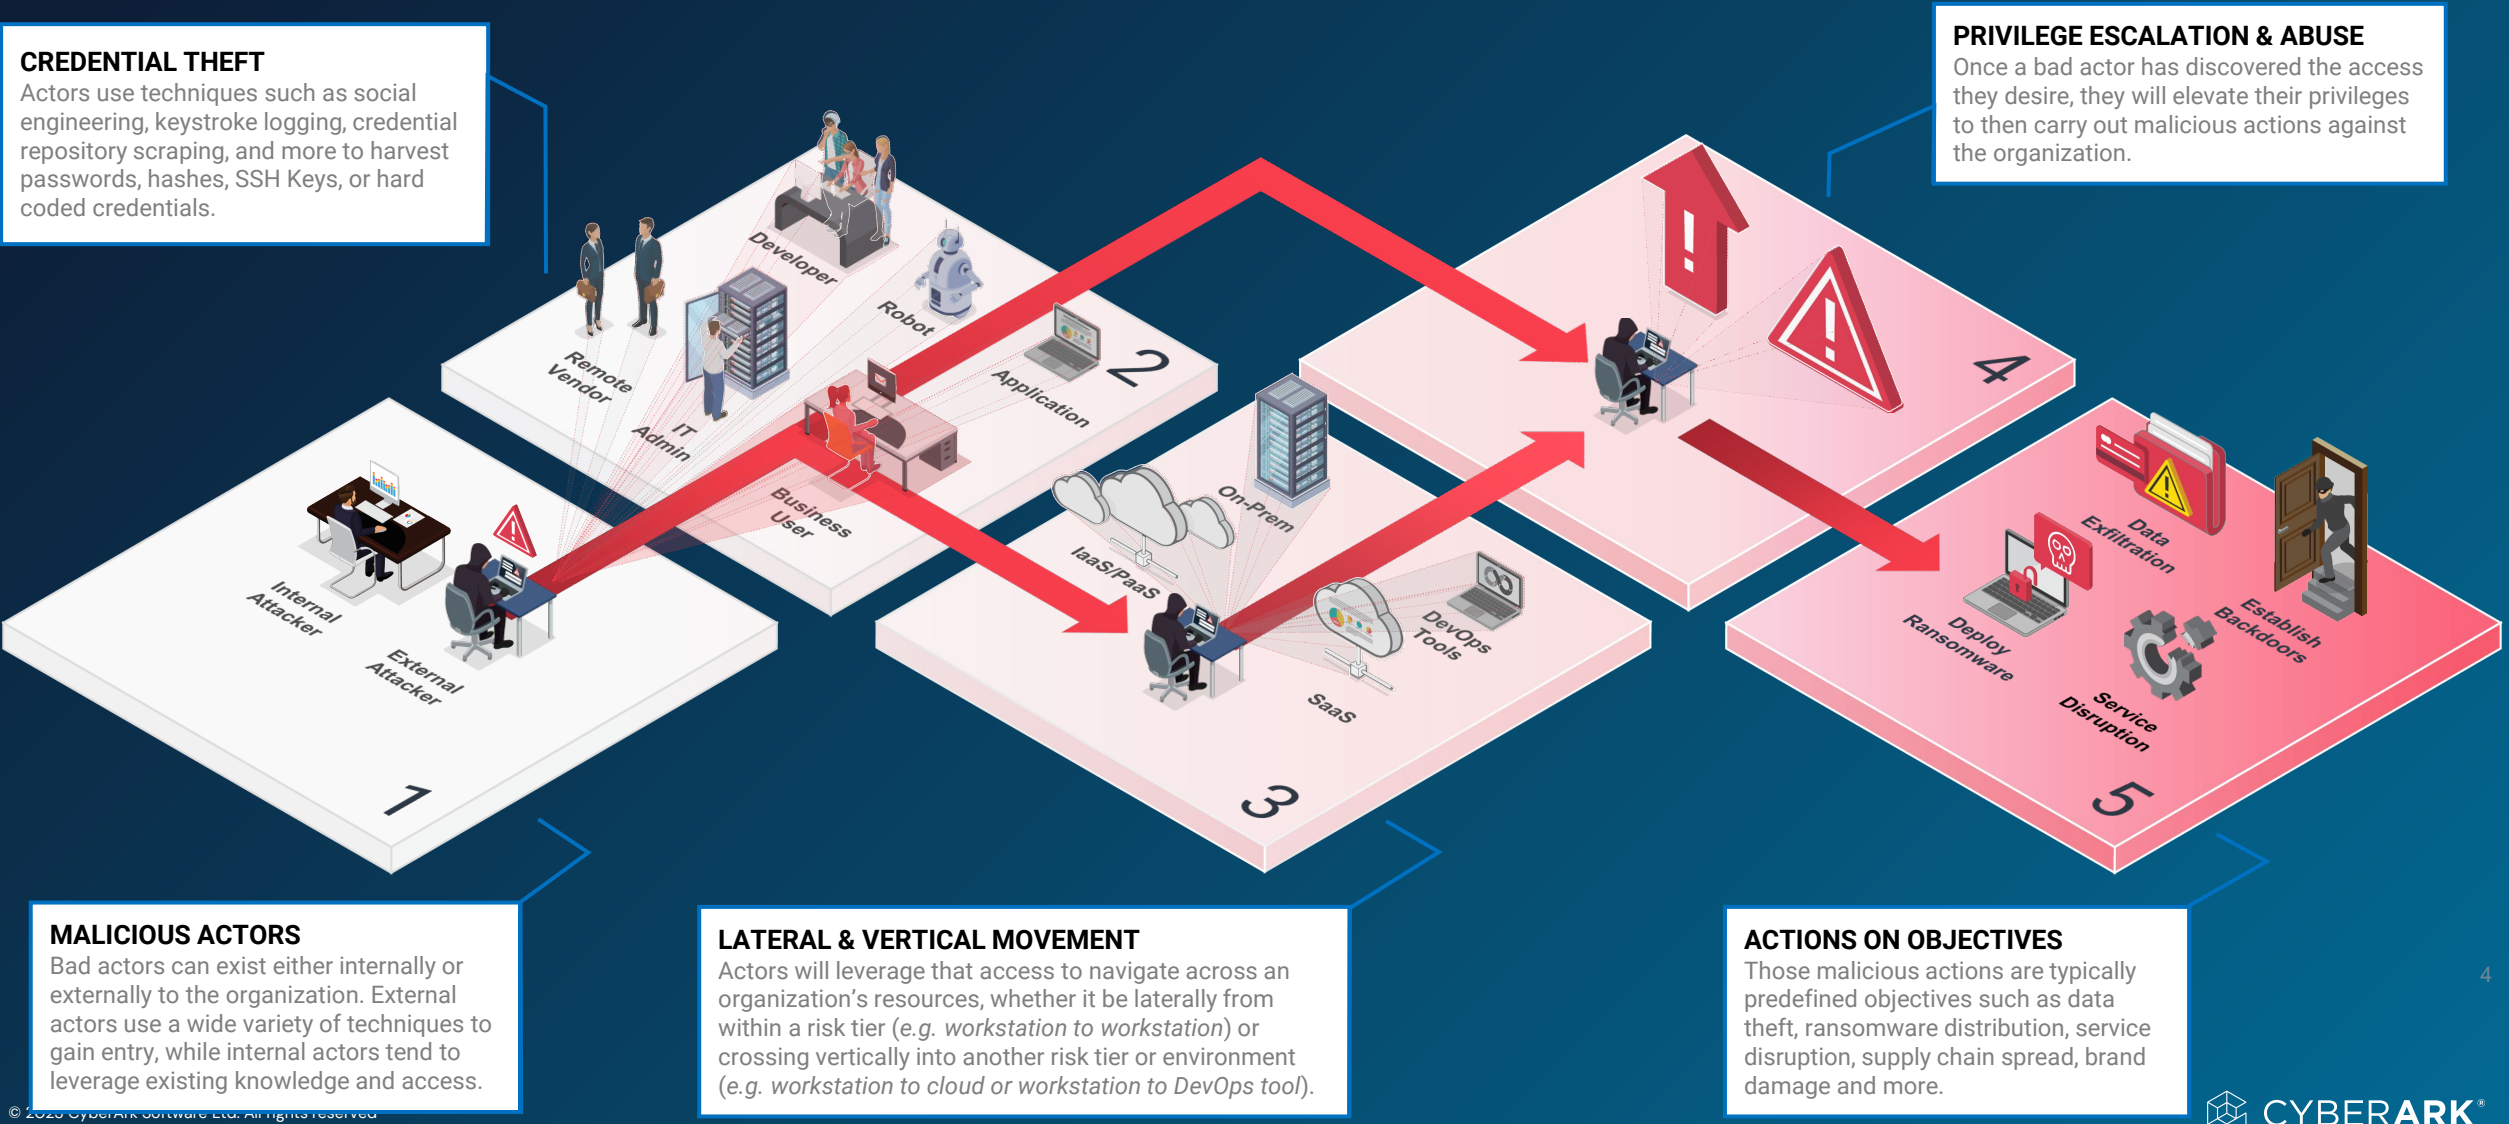 CREDENTIAL THEFT
Actors use techniques such as social
engineering, keystroke logging, credential
repository scraping, and more to harvest
passwords, hashes, SSH Keys, or hard
coded credentials.
PRIVILEGE ESCALATION & ABUSE
Once a bad actor has discovered the access
they desire, they will elevate their privileges
to then carry out malicious actions against
the organization.
Developer
Robot
Remote
Vendor
IT
Admin
Application
Business
User
2
4
Internal
Attacker
External
Attacker
1
On-Prem
IaaS/PaaS
DevOps
Tools
SaaS
3
Data
Exfiltration
Establish
Backdoors
Deploy
Ransomware
Service
Disruption
5
MALICIOUS ACTORS
Bad actors can exist either internally or
externally to the organization. External
actors use a wide variety of techniques to
gain entry, while internal actors tend to
leverage existing knowledge and access.
LATERAL & VERTICAL MOVEMENT
Actors will leverage that access to navigate across an
organization's resources, whether it be laterally from
within a risk tier (e.g. workstation to workstation) or
crossing vertically into another risk tier or environment
(e.g. workstation to cloud or workstation to DevOps tool).
ACTIONS ON OBJECTIVES
Those malicious actions are typically
predefined objectives such as data
theft, ransomware distribution, service
disruption, supply chain spread, brand
damage and more.
4
© 2023 CyberArk Software Ltd. All rights reserved
CYBERARK®